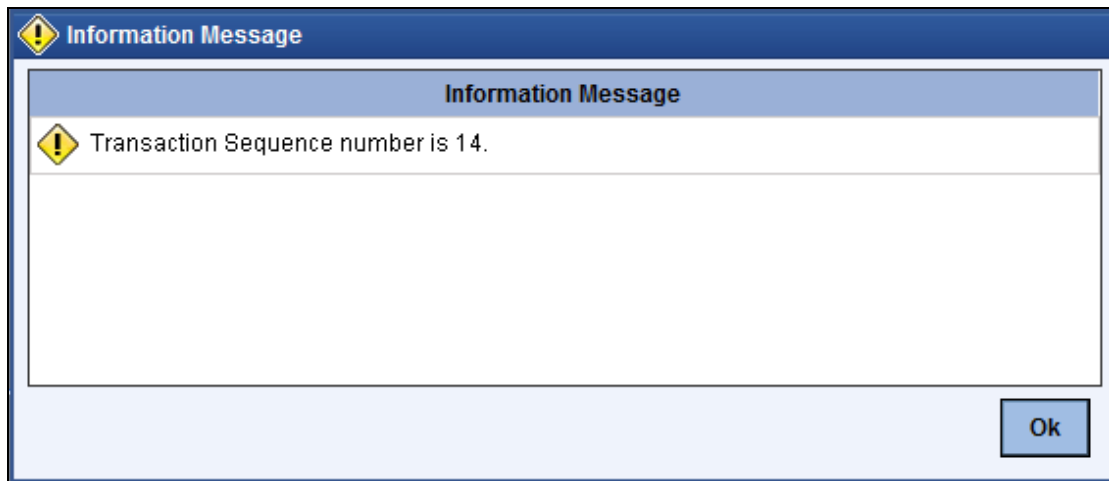 Information Message
Information Message
Transaction Sequence number is 14.
Ok